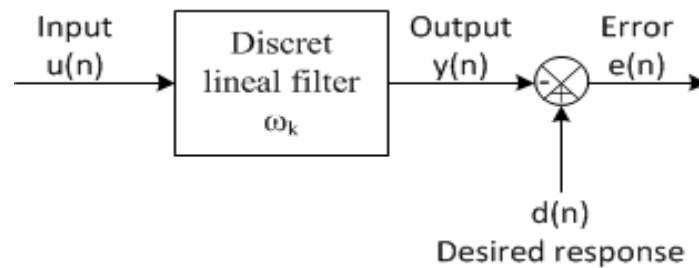 Input
u(n)
Discret
lineal filter
ωk
Output
y(n)
Error
e(n)
-
+
d(n)
Desired response